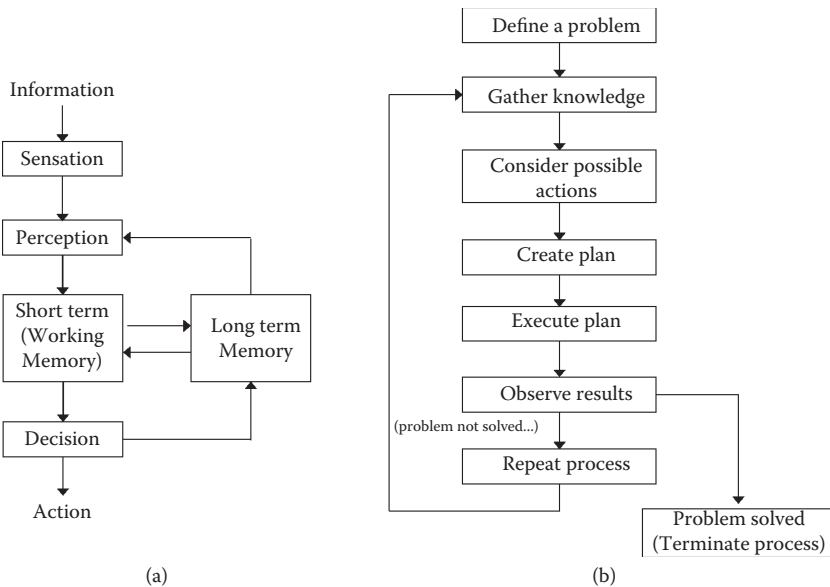 Information
Sensation
Perception
Short term
(Working
Memory)
Long term
Memory
Decision
Action
(a)
Define a problem
Gather knowledge
Consider possible
actions
Create plan
Execute plan
Observe results
(problem not solved...)
Repeat process
Problem solved
(Terminate process)
(b)